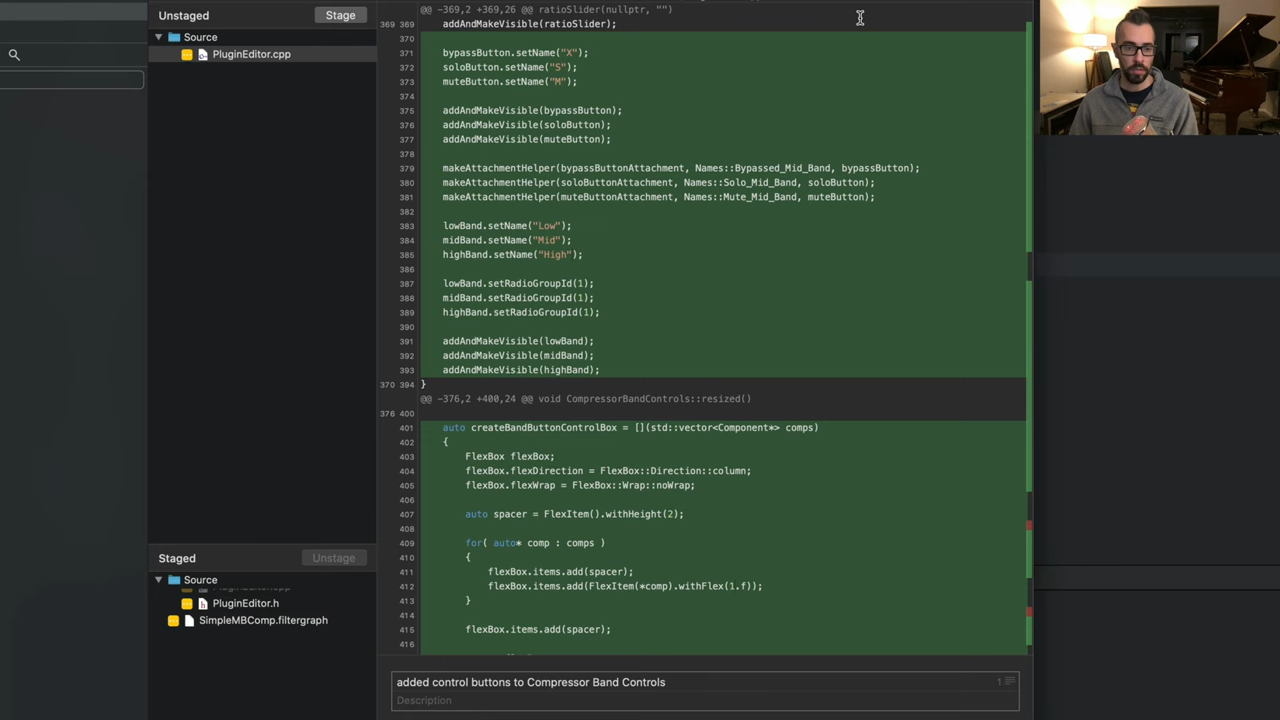 Unstaged
Stage
Source
PluginEditor.cpp
Staged
Unstage
Source
PluginEditor.h
SimpleMBComp.filtergraph
@@ -369,2 +369,26 @@ ratioSlider(nullptr, "")
369 369 addAndMakeVisible(ratioSlider);
370
371 bypassButton.setName("X");
372 soloButton.setName("S");
373 muteButton.setName("M");
374
375 addAndMakeVisible(bypassButton);
376 addAndMakeVisible(soloButton);
377 addAndMakeVisible(muteButton);
378
379 makeAttachmentHelper(bypassButtonAttachment, Names::Bypassed_Mid_Band, bypassButton);
380 makeAttachmentHelper(soloButtonAttachment, Names::Solo_Mid_Band, soloButton);
381 makeAttachmentHelper(muteButtonAttachment, Names::Mute_Mid_Band, muteButton);
382
383 lowBand.setName("Low");
384 midBand.setName("Mid");
385 highBand.setName("High");
386
387 lowBand.setRadioGroupId(1);
388 midBand.setRadioGroupId(1);
389 highBand.setRadioGroupId(1);
390
391 addAndMakeVisible(lowBand);
392 addAndMakeVisible(midBand);
393 addAndMakeVisible(highBand);
370 394 }
@@ -376,2 +400,24 @@ void CompressorBandControls::resized()
376 400
401 auto createBandButtonControlBox = [](std::vector<Component*> comps)
402 {
403 FlexBox flexBox;
404 flexBox.flexDirection = FlexBox::Direction::column;
405 flexBox.flexWrap = FlexBox::Wrap::noWrap;
406
407 auto spacer = FlexItem().withHeight(2);
408
409 for( auto* comp : comps )
410 {
411 flexBox.items.add(spacer);
412 flexBox.items.add(FlexItem(*comp).withFlex(1.f));
413 }
414
415 flexBox.items.add(spacer);
416
added control buttons to Compressor Band Controls
1
Description